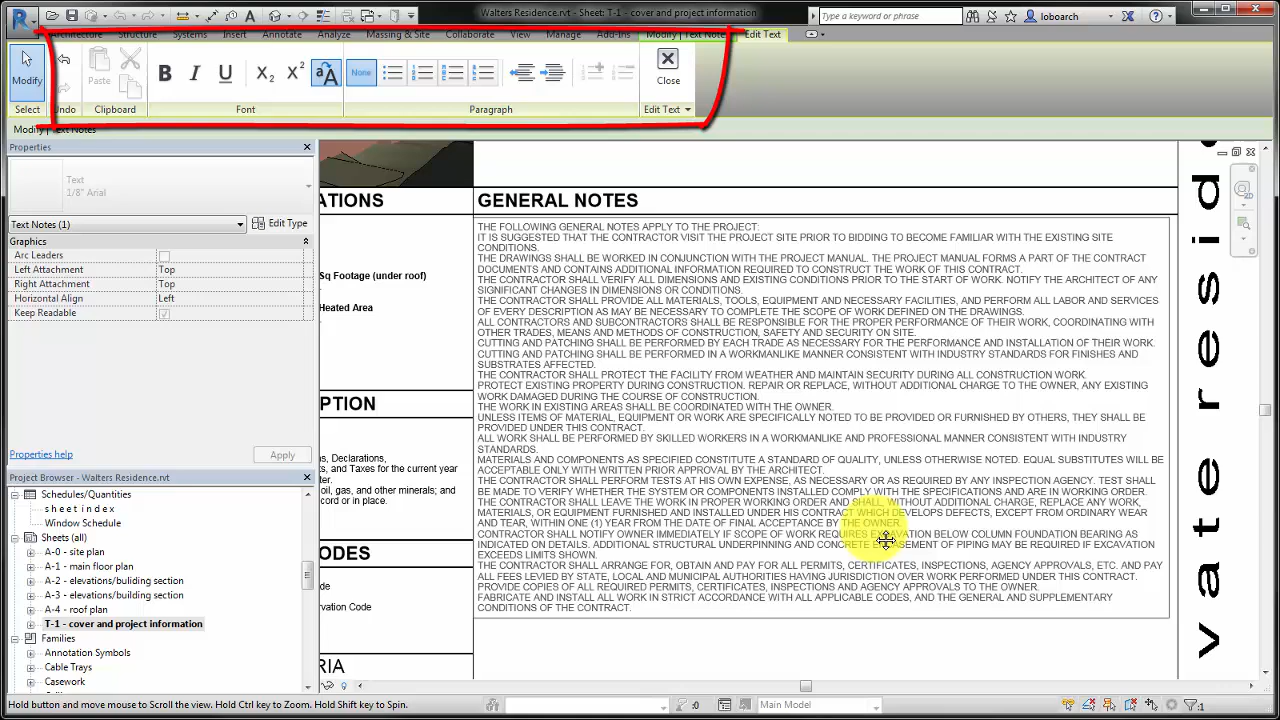 Walters Residence.rvt - Sheet: T-1 - cover and project information
Type a keyword or phrase
loboarch
Architecture Structure Systems Insert Annotate Analyze Massing & Site Collaborate View Manage Add-Ins Modify | Text Notes Edit Text
Modify
Paste
B I U X2 X2 aA
None
Close
Select Undo Clipboard Font Paragraph Edit Text
Modify | Text Notes
Properties
Text
1/8" Arial
Text Notes (1)
Edit Type
Graphics
Arc Leaders
Left Attachment Top
Right Attachment Top
Horizontal Align Left
Keep Readable
Properties help
Apply
Project Browser - Walters Residence.rvt
Schedules/Quantities
sheet index
Window Schedule
Sheets (all)
A-0 - site plan
A-1 - main floor plan
A-2 - elevations/buliding section
A-3 - elevations/building section
A-4 - roof plan
T-1 - cover and project information
Families
Annotation Symbols
Cable Trays
Casework
ATIONS
Sq Footage (under roof)
Heated Area
PTION
s, Declarations,
, and Taxes for the current year
ter.
oil, gas, and other minerals; and
cord or in place.
ODES
de
rvation Code
RIA
GENERAL NOTES
THE FOLLOWING GENERAL NOTES APPLY TO THE PROJECT:
IT IS SUGGESTED THAT THE CONTRACTOR VISIT THE PROJECT SITE PRIOR TO BIDDING TO BECOME FAMILIAR WITH THE EXISTING SITE
CONDITIONS.
THE DRAWINGS SHALL BE WORKED IN CONJUNCTION WITH THE PROJECT MANUAL. THE PROJECT MANUAL FORMS A PART OF THE CONTRACT
DOCUMENTS AND CONTAINS ADDITIONAL INFORMATION REQUIRED TO CONSTRUCT THE WORK OF THIS CONTRACT.
THE CONTRACTOR SHALL VERIFY ALL DIMENSIONS AND EXISTING CONDITIONS PRIOR TO THE START OF WORK. NOTIFY THE ARCHITECT OF ANY
SIGNIFICANT CHANGES IN DIMENSIONS OR CONDITIONS.
THE CONTRACTOR SHALL PROVIDE ALL MATERIALS, TOOLS, EQUIPMENT AND NECESSARY FACILITIES, AND PERFORM ALL LABOR AND SERVICES
OF EVERY DESCRIPTION AS MAY BE NECESSARY TO COMPLETE THE SCOPE OF WORK DEFINED ON THE DRAWINGS.
ALL CONTRACTORS AND SUBCONTRACTORS SHALL BE RESPONSIBLE FOR THE PROPER PERFORMANCE OF THEIR WORK, COORDINATING WITH
OTHER TRADES, MEANS AND METHODS OF CONSTRUCTION, SAFETY AND SECURITY ON SITE.
CUTTING AND PATCHING SHALL BE PERFORMED BY EACH TRADE AS NECESSARY FOR THE PERFORMANCE AND INSTALLATION OF THEIR WORK.
CUTTING AND PATCHING SHALL BE PERFORMED IN A WORKMANLIKE MANNER CONSISTENT WITH INDUSTRY STANDARDS FOR FINISHES AND
SUBSTRATES AFFECTED.
THE CONTRACTOR SHALL PROTECT THE FACILITY FROM WEATHER AND MAINTAIN SECURITY DURING ALL CONSTRUCTION WORK.
PROTECT EXISTING PROPERTY DURING CONSTRUCTION. REPAIR OR REPLACE, WITHOUT ADDITIONAL CHARGE TO THE OWNER, ANY EXISTING
WORK DAMAGED DURING THE COURSE OF CONSTRUCTION.
THE WORK IN EXISTING AREAS SHALL BE COORDINATED WITH THE OWNER.
UNLESS ITEMS OF MATERIAL, EQUIPMENT OR WORK ARE SPECIFICALLY NOTED TO BE PROVIDED OR FURNISHED BY OTHERS, THEY SHALL BE
PROVIDED UNDER THIS CONTRACT.
ALL WORK SHALL BE PERFORMED BY SKILLED WORKERS IN A WORKMANLIKE AND PROFESSIONAL MANNER CONSISTENT WITH INDUSTRY
STANDARDS.
MATERIALS AND COMPONENTS AS SPECIFIED CONSTITUTE A STANDARD OF QUALITY, UNLESS OTHERWISE NOTED. EQUAL SUBSTITUTES WILL BE
ACCEPTABLE ONLY WITH WRITTEN PRIOR APPROVAL BY THE ARCHITECT.
THE CONTRACTOR SHALL PERFORM TESTS AT HIS OWN EXPENSE, AS NECESSARY OR AS REQUIRED BY ANY INSPECTION AGENCY. TEST SHALL
BE MADE TO VERIFY WHETHER THE SYSTEM OR COMPONENTS INSTALLED COMPLY WITH THE SPECIFICATIONS AND ARE IN WORKING ORDER.
THE CONTRACTOR SHALL LEAVE THE WORK IN PROPER WORKING ORDER AND SHALL, WITHOUT ADDITIONAL CHARGE, REPLACE ANY WORK,
MATERIALS, OR EQUIPMENT FURNISHED AND INSTALLED UNDER HIS CONTRACT WHICH DEVELOPS DEFECTS, EXCEPT FROM ORDINARY WEAR
AND TEAR, WITHIN ONE (1) YEAR FROM THE DATE OF FINAL ACCEPTANCE BY THE OWNER.
CONTRACTOR SHALL NOTIFY OWNER IMMEDIATELY IF SCOPE OF WORK REQUIRES EXCAVATION BELOW COLUMN FOUNDATION BEARING AS
INDICATED ON DETAILS. ADDITIONAL STRUCTURAL UNDERPINNING AND CONCRETE ENCASEMENT OF PIPING MAY BE REQUIRED IF EXCAVATION
EXCEEDS LIMITS SHOWN.
THE CONTRACTOR SHALL ARRANGE FOR, OBTAIN AND PAY FOR ALL PERMITS, CERTIFICATES, INSPECTIONS, AGENCY APPROVALS, ETC. AND PAY
ALL FEES LEVIED BY STATE, LOCAL AND MUNICIPAL AUTHORITIES HAVING JURISDICTION OVER WORK PERFORMED UNDER THIS CONTRACT.
PROVIDE COPIES OF ALL REQUIRED PERMITS, CERTIFICATES, INSPECTIONS AND AGENCY APPROVALS TO THE OWNER.
FABRICATE AND INSTALL ALL WORK IN STRICT ACCORDANCE WITH ALL APPLICABLE CODES, AND THE GENERAL AND SUPPLEMENTARY
CONDITIONS OF THE CONTRACT.
vate resid
Hold button and move mouse to Scroll the view. Hold Ctrl key to Zoom. Hold Shift key to Spin.
:0
Main Model
:1